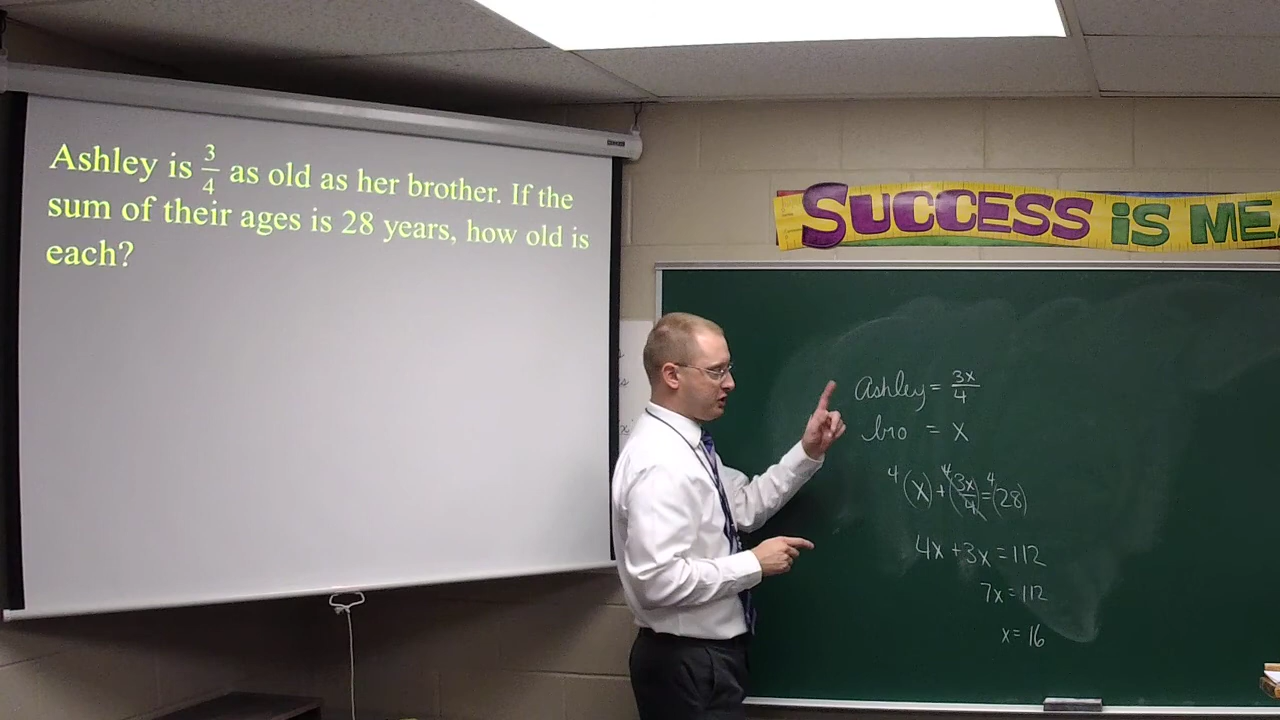 Ashley is 3/4 as old as her brother. If the
sum of their ages is 28 years, how old is
each?
SUCCESS iS ME
Ashley = 3x/4
bro = x
4(x) + 4(3x/4) = 4(28)
4x + 3x = 112
7x = 112
x = 16